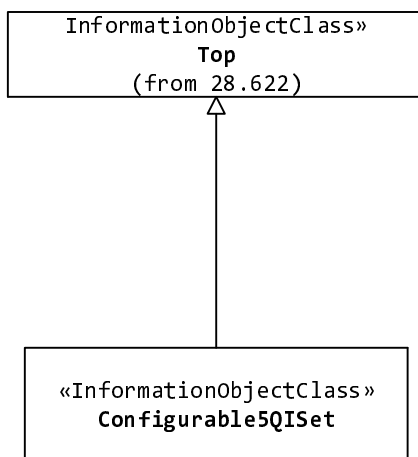 InformationObjectClass»
Top
(from 28.622)
«InformationObjectClass»
Configurable5QISet